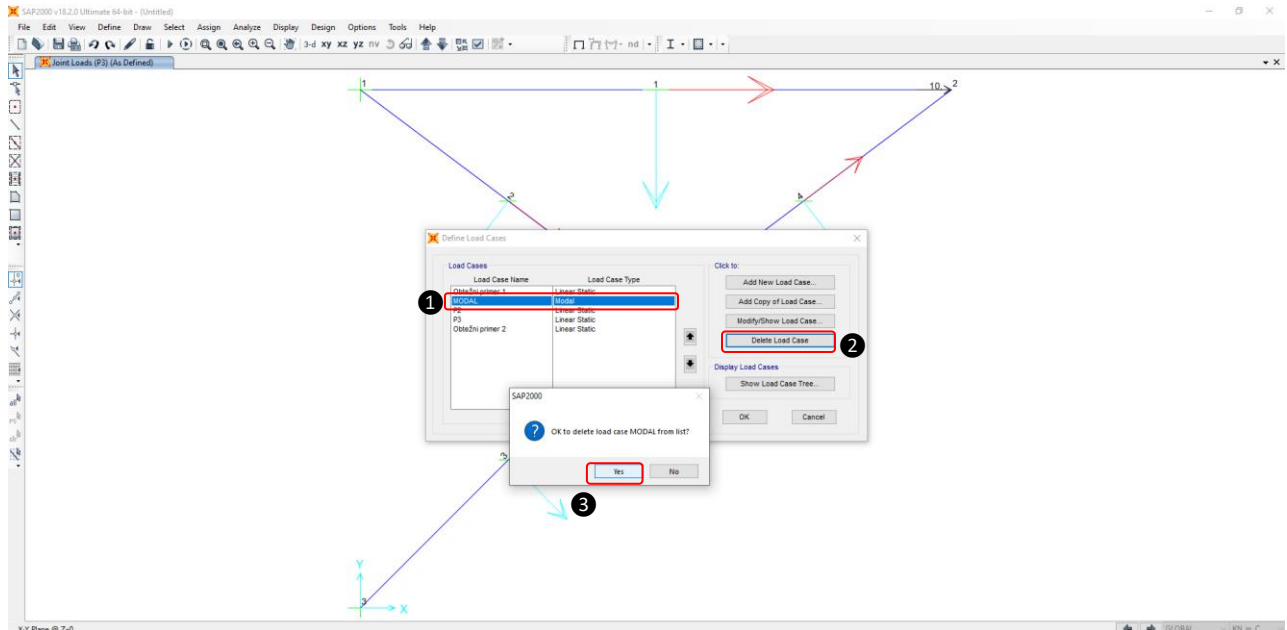 SAP2000 v18.2.0 Ultimate 64-bit - (Untitled)
File Edit View Define Draw Select Assign Analyze Display Design Options Tools Help
3-d xy xz yz nv
nd
Joint Loads (P3) (As Defined)
1
1
10.
2
2
4
Define Load Cases
Load Cases
Load Case Name Load Case Type
Obtežni primer 1 Linear Static
MODAL Modal
P2 Linear Static
P3 Linear Static
Obtežni primer 2 Linear Static
Click to:
Add New Load Case...
Add Copy of Load Case...
Modify/Show Load Case...
Delete Load Case
Display Load Cases
Show Load Case Tree...
OK Cancel
1
2
SAP2000
OK to delete load case MODAL from list?
Yes No
3
3
Y
X
3
X-Y Plane @ Z=0
GLOBAL
KN, m, C